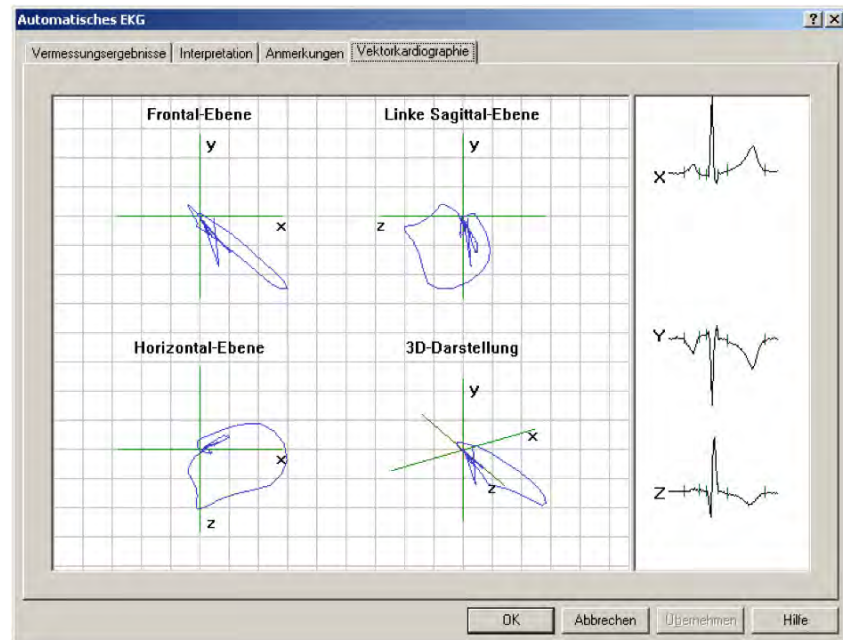 Automatisches EKG
Vermessungsergebnisse Interpretation Anmerkungen Vektorkardiographie
Frontal-Ebene
y
x
Linke Sagittal-Ebene
y
z
Horizontal-Ebene
x
z
3D-Darstellung
y
x
z
X
Y
Z
OK Abbrechen Übernehmen Hilfe